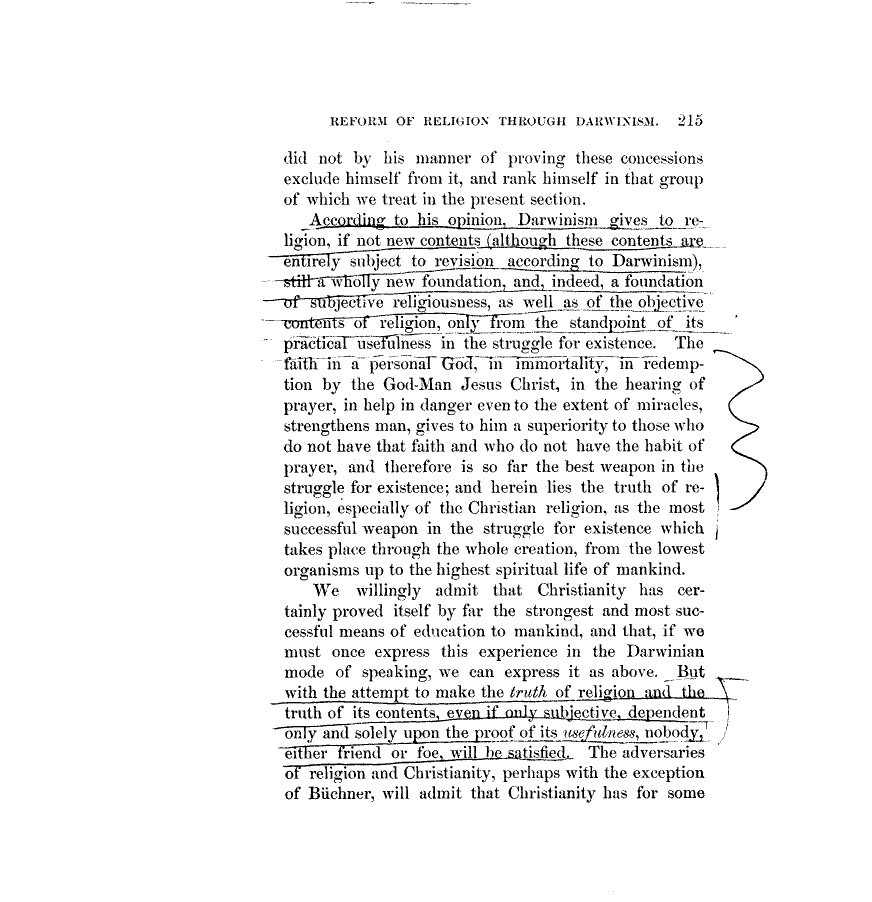 REFORM OF RELIGION THROUGH DARWINISM. 215
did not by his manner of proving these concessions
exclude himself from it, and rank himself in that group
of which we treat in the present section.
According to his opinion, Darwinism gives to re-
ligion, if not new contents (although these contents are
entirely subject to revision according to Darwinism),
still a wholly new foundation, and, indeed, a foundation
of subjective religiousness, as well as of the objective
contents of religion, only from the standpoint of its
practical usefulness in the struggle for existence. The
faith in a personal God, in immortality, in redemp-
tion by the God-Man Jesus Christ, in the hearing of
prayer, in help in danger even to the extent of miracles,
strengthens man, gives to him a superiority to those who
do not have that faith and who do not have the habit of
prayer, and therefore is so far the best weapon in the
struggle for existence; and herein lies the truth of re-
ligion, especially of the Christian religion, as the most
successful weapon in the struggle for existence which
takes place through the whole creation, from the lowest
organisms up to the highest spiritual life of mankind.
We willingly admit that Christianity has cer-
tainly proved itself by far the strongest and most suc-
cessful means of education to mankind, and that, if we
must once express this experience in the Darwinian
mode of speaking, we can express it as above. But
with the attempt to make the truth of religion and the
truth of its contents, even if only subjective, dependent
only and solely upon the proof of its usefulness, nobody,
either friend or foe, will be satisfied. The adversaries
of religion and Christianity, perhaps with the exception
of Büchner, will admit that Christianity has for some